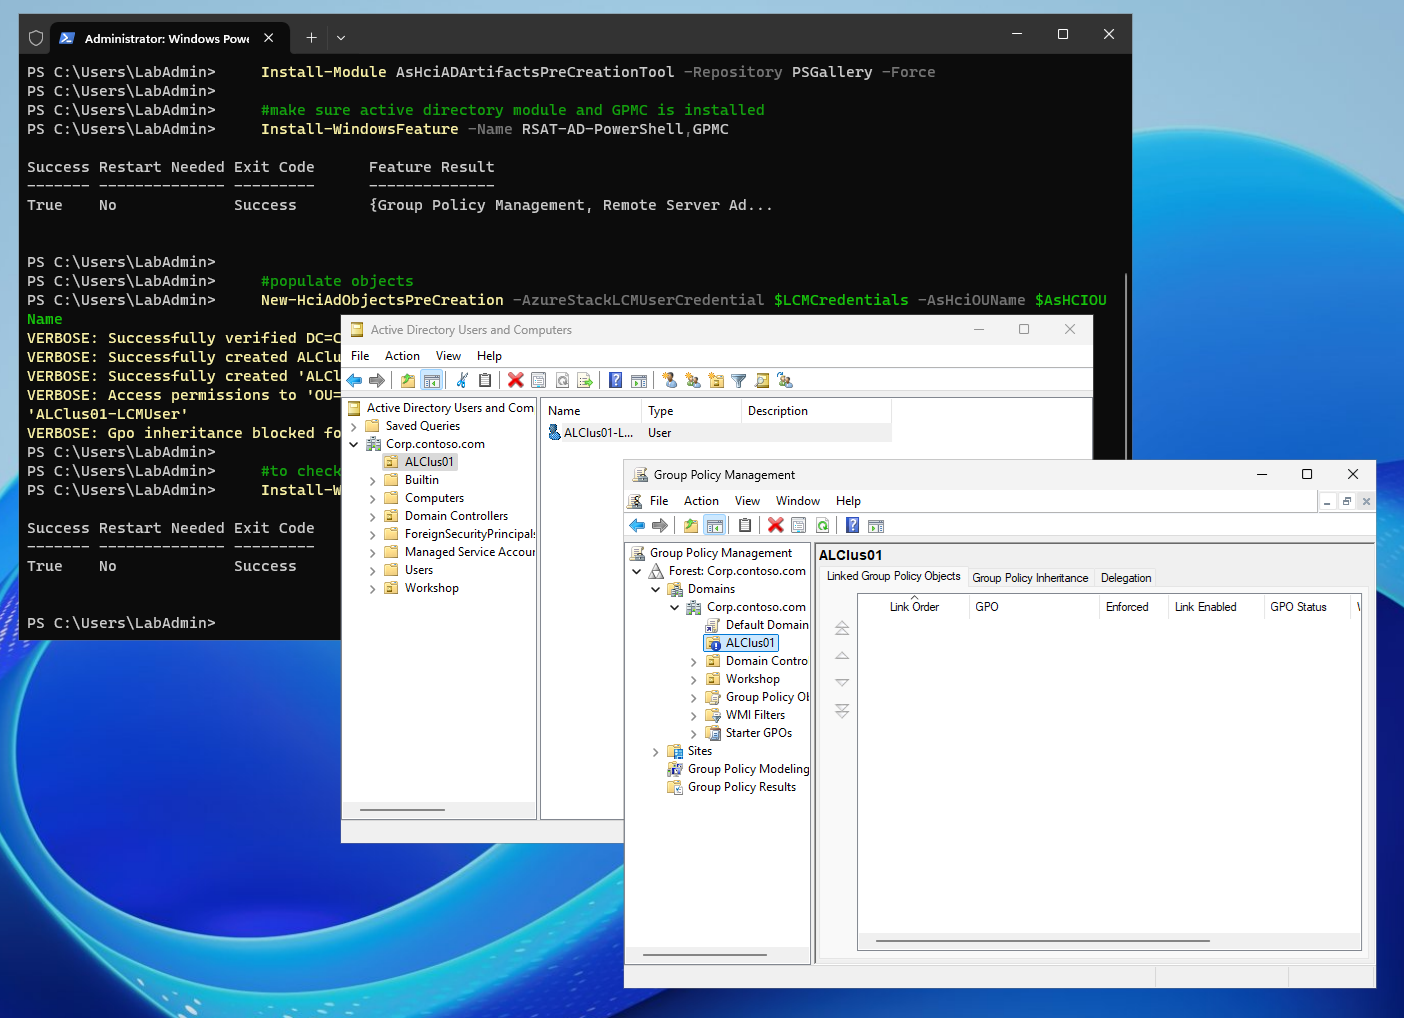 Administrator: Windows Powe
PS C:\Users\LabAdmin>     Install-Module AsHciADArtifactsPreCreationTool -Repository PSGallery -Force
PS C:\Users\LabAdmin>
PS C:\Users\LabAdmin>     #make sure active directory module and GPMC is installed
PS C:\Users\LabAdmin>     Install-WindowsFeature -Name RSAT-AD-PowerShell,GPMC
Success Restart Needed Exit Code      Feature Result
------- -------------- ---------      --------------
True    No             Success        {Group Policy Management, Remote Server Ad...
PS C:\Users\LabAdmin>
PS C:\Users\LabAdmin>     #populate objects
PS C:\Users\LabAdmin>     New-HciAdObjectsPreCreation -AzureStackLCMUserCredential $LCMCredentials -AsHciOUName $AsHCIOU
Name
VERBOSE: Successfully verified DC=C
VERBOSE: Successfully created ALClu
VERBOSE: Successfully created 'ALCl
VERBOSE: Access permissions to 'OU=
'ALClus01-LCMUser'
VERBOSE: Gpo inheritance blocked fo
PS C:\Users\LabAdmin>
PS C:\Users\LabAdmin>     #to check
PS C:\Users\LabAdmin>     Install-W
Success Restart Needed Exit Code
------- -------------- ---------
True    No             Success
PS C:\Users\LabAdmin>
Active Directory Users and Computers
File Action View Help
Active Directory Users and Com
Saved Queries
Corp.contoso.com
ALClus01
Builtin
Computers
Domain Controllers
ForeignSecurityPrincipals
Managed Service Accour
Users
Workshop
Name Type Description
ALClus01-L... User
Group Policy Management
File Action View Window Help
Group Policy Management
Forest: Corp.contoso.com
Domains
Corp.contoso.com
Default Domain
ALClus01
Domain Contro
Workshop
Group Policy Ob
WMI Filters
Starter GPOs
Sites
Group Policy Modeling
Group Policy Results
ALClus01
Linked Group Policy Objects Group Policy Inheritance Delegation
Link Order GPO Enforced Link Enabled GPO Status